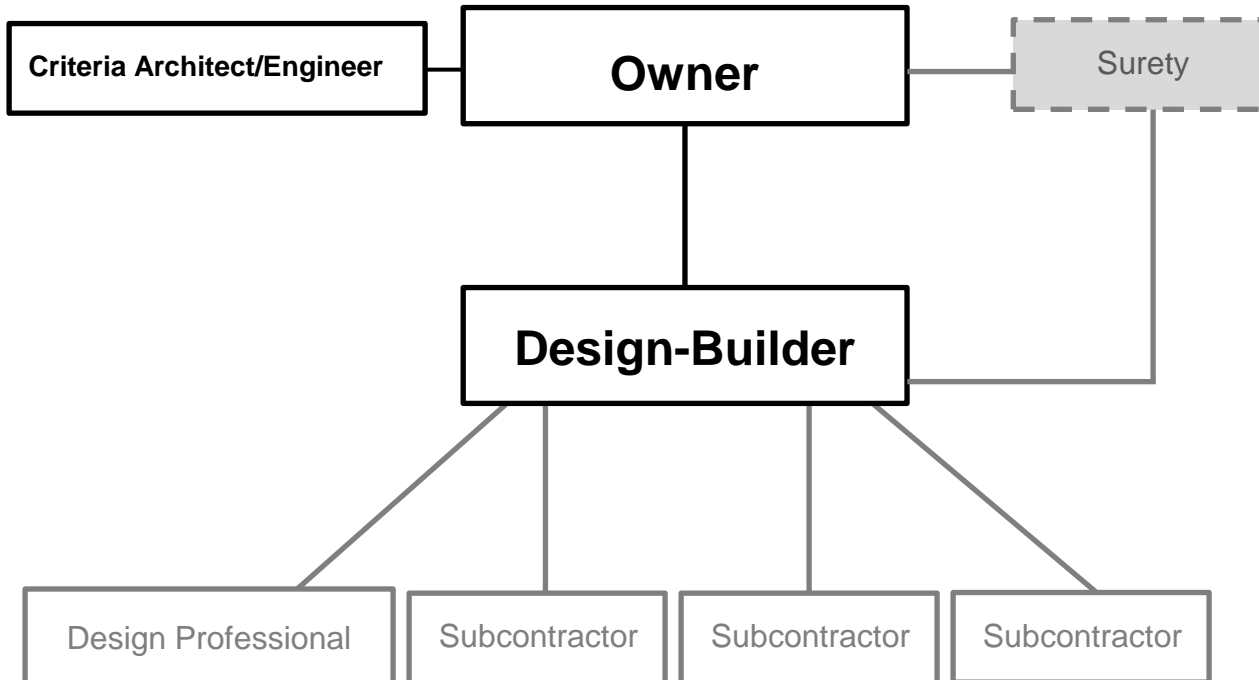 Criteria Architect/Engineer
Owner
Surety
Design-Builder
Design Professional
Subcontractor
Subcontractor
Subcontractor